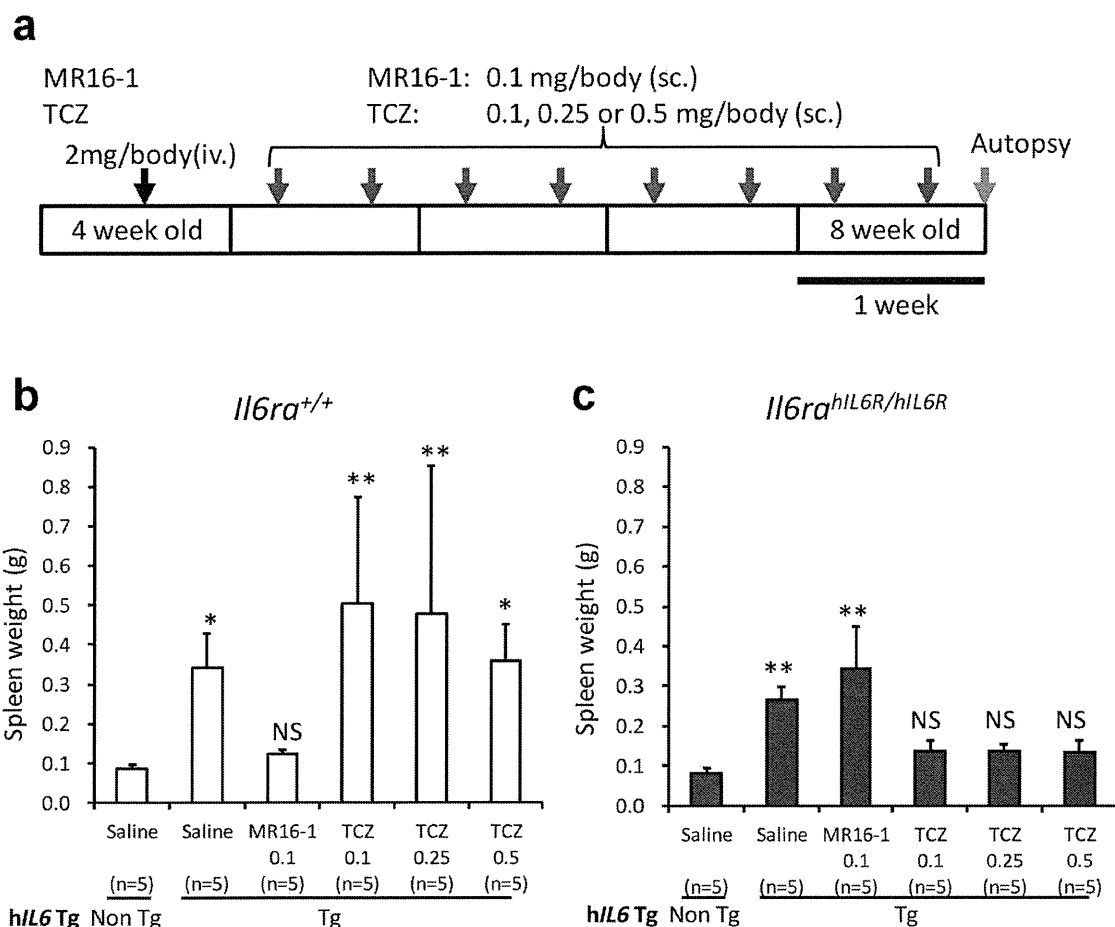 a
MR16-1
TCZ
2mg/body(iv.)
MR16-1: 0.1 mg/body (sc.)
TCZ: 0.1, 0.25 or 0.5 mg/body (sc.)
Autopsy
4 week old
8 week old
1 week
b
Il6ra+/+
Spleen weight (g)
0.9
0.8
0.7
0.6
0.5
0.4
0.3
0.2
0.1
0.0
*
NS
**
**
*
Saline Saline MR16-1 TCZ TCZ TCZ
0.1 0.1 0.25 0.5
(n=5) (n=5) (n=5) (n=5) (n=5) (n=5)
hIL6 Tg Non Tg Tg
c
Il6rahIL6R/hIL6R
Spleen weight (g)
0.9
0.8
0.7
0.6
0.5
0.4
0.3
0.2
0.1
0.0
**
**
NS
NS
NS
Saline Saline MR16-1 TCZ TCZ TCZ
0.1 0.1 0.25 0.5
(n=5) (n=5) (n=5) (n=5) (n=5) (n=5)
hIL6 Tg Non Tg Tg